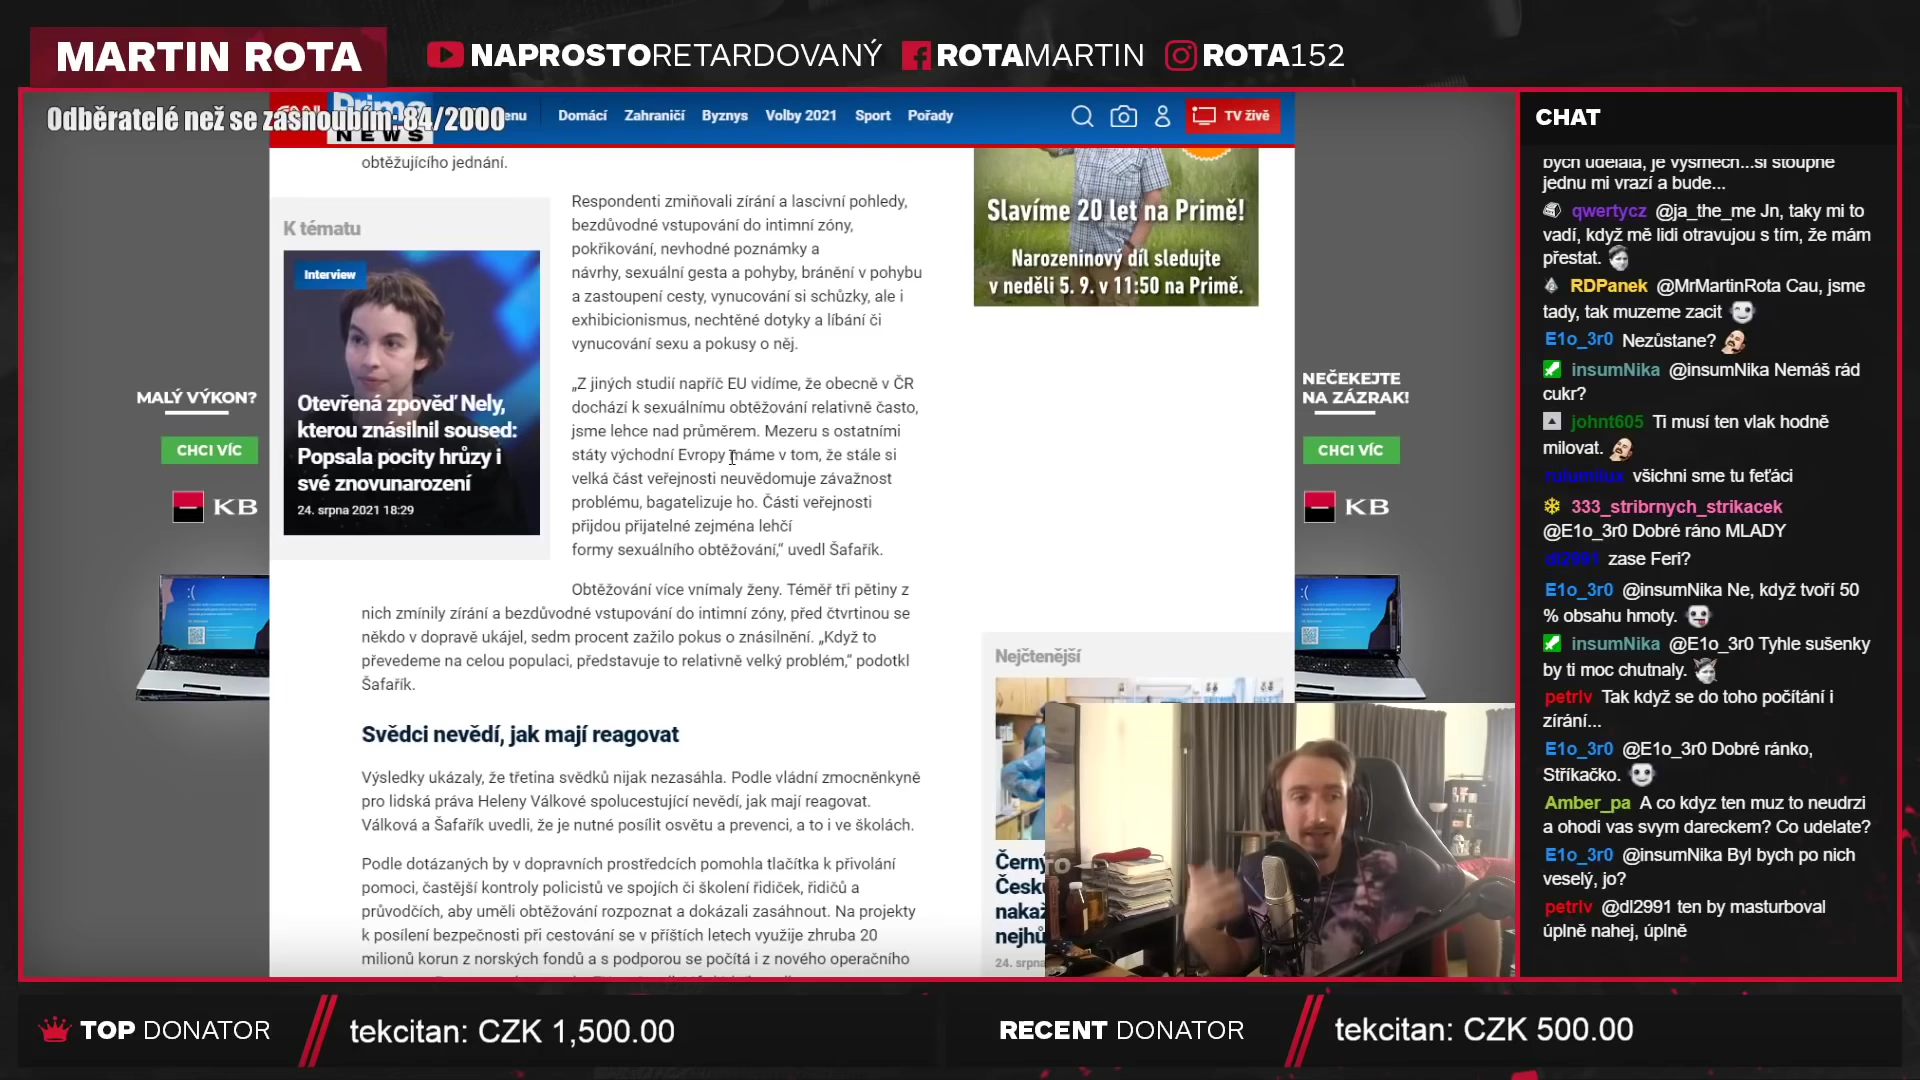 MARTIN ROTA
NAPROSTORETARDOVANÝ
ROTAMARTIN
ROTA152
Odběratelé než se zasnoubím: 84/2000
Prima
NEWS
Domácí Zahraničí Byznys Volby 2021 Sport Pořady
TV živě
obtěžujícího jednání.
K tématu
Interview
Otevřená zpověď Nely,
kterou znásilnil soused:
Popsala pocity hrůzy i
své znovunarození
24. srpna 2021 18:29
Respondenti zmiňovali zírání a lascivní pohledy,
bezdůvodné vstupování do intimní zóny,
pokřikování, nevhodné poznámky a
návrhy, sexuální gesta a pohyby, bránění v pohybu
a zastoupení cesty, vynucování si schůzky, ale i
exhibicionismus, nechtěné dotyky a líbání či
vynucování sexu a pokusy o něj.
„Z jiných studií napříč EU vidíme, že obecně v ČR
dochází k sexuálnímu obtěžování relativně často,
jsme lehce nad průměrem. Mezeru s ostatními
státy východní Evropy máme v tom, že stále si
velká část veřejnosti neuvědomuje závažnost
problému, bagatelizuje ho. Části veřejnosti
přijdou přijatelné zejména lehčí
formy sexuálního obtěžování,“ uvedl Šafařík.
Obtěžování více vnímaly ženy. Téměř tři pětiny z
nich zmínily zírání a bezdůvodné vstupování do intimní zóny, před čtvrtinou se
někdo v dopravě ukájel, sedm procent zažilo pokus o znásilnění. „Když to
převedeme na celou populaci, představuje to relativně velký problém,“ podotkl
Šafařík.
Svědci nevědí, jak mají reagovat
Výsledky ukázaly, že třetina svědků nijak nezasáhla. Podle vládní zmocněnkyně
pro lidská práva Heleny Válkové spolucestující nevědí, jak mají reagovat.
Válková a Šafařík uvedli, že je nutné posílit osvětu a prevenci, a to i ve školách.
Podle dotázaných by v dopravních prostředcích pomohla tlačítka k přivolání
pomoci, častější kontroly policistů ve spojích či školení řidiček, řidičů a
průvodčích, aby uměli obtěžování rozpoznat a dokázali zasáhnout. Na projekty
k posílení bezpečnosti při cestování se v příštích letech využije zhruba 20
milionů korun z norských fondů a s podporou se počítá i z nového operačního
Slavíme 20 let na Primě!
Narozeninový díl sledujte
v neděli 5. 9. v 11:50 na Primě.
Nejčtenější
Černý
Česk
nakaž
nejhů
24. srpna
MALÝ VÝKON?
CHCI VÍC
KB
NEČEKEJTE
NA ZÁZRAK!
CHCI VÍC
KB
CHAT
bych udělala, je výsměch...si stoupne
jednu mi vrazí a bude...
qwertycz @ja_the_me Jn, taky mi to
vadí, když mě lidi otravujou s tím, že mám
přestat.
RDPanek @MrMartinRota Cau, jsme
tady, tak muzeme zacit
E1o_3r0 Nezůstane?
insumNika @insumNika Nemáš rád
cukr?
johnt605 Ti musí ten vlak hodně
milovat.
rulumilux všichni sme tu feťáci
333_stribrnych_strikacek
@E1o_3r0 Dobré ráno MLADY
dl2991 zase Feri?
E1o_3r0 @insumNika Ne, když tvoří 50
% obsahu hmoty.
insumNika @E1o_3r0 Tyhle sušenky
by ti moc chutnaly.
petrlv Tak když se do toho počítání i
zírání...
E1o_3r0 @E1o_3r0 Dobré ránko,
Stříkačko.
Amber_pa A co kdyz ten muz to neudrzi
a ohodi vas svym dareckem? Co udelate?
E1o_3r0 @insumNika Byl bych po nich
veselý, jo?
petrlv @dl2991 ten by masturboval
úplně nahej, úplně
TOP DONATOR
tekcitan: CZK 1,500.00
RECENT DONATOR
tekcitan: CZK 500.00